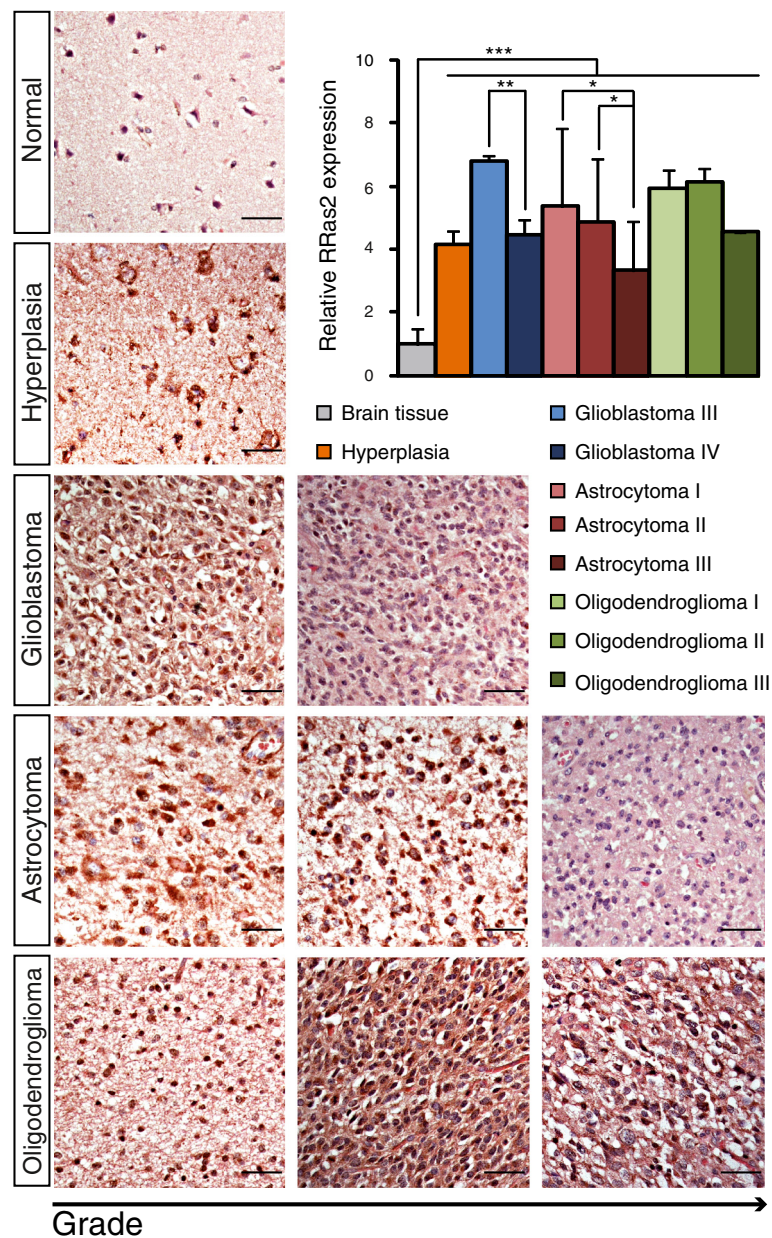 Normal
Hyperplasia
Glioblastoma
Astrocytoma
Oligodendroglioma
Relative RRas2 expression
10
8
6
4
2
0
***
**
*
*
Brain tissue
Hyperplasia
Glioblastoma III
Glioblastoma IV
Astrocytoma I
Astrocytoma II
Astrocytoma III
Oligodendroglioma I
Oligodendroglioma II
Oligodendroglioma III
Grade